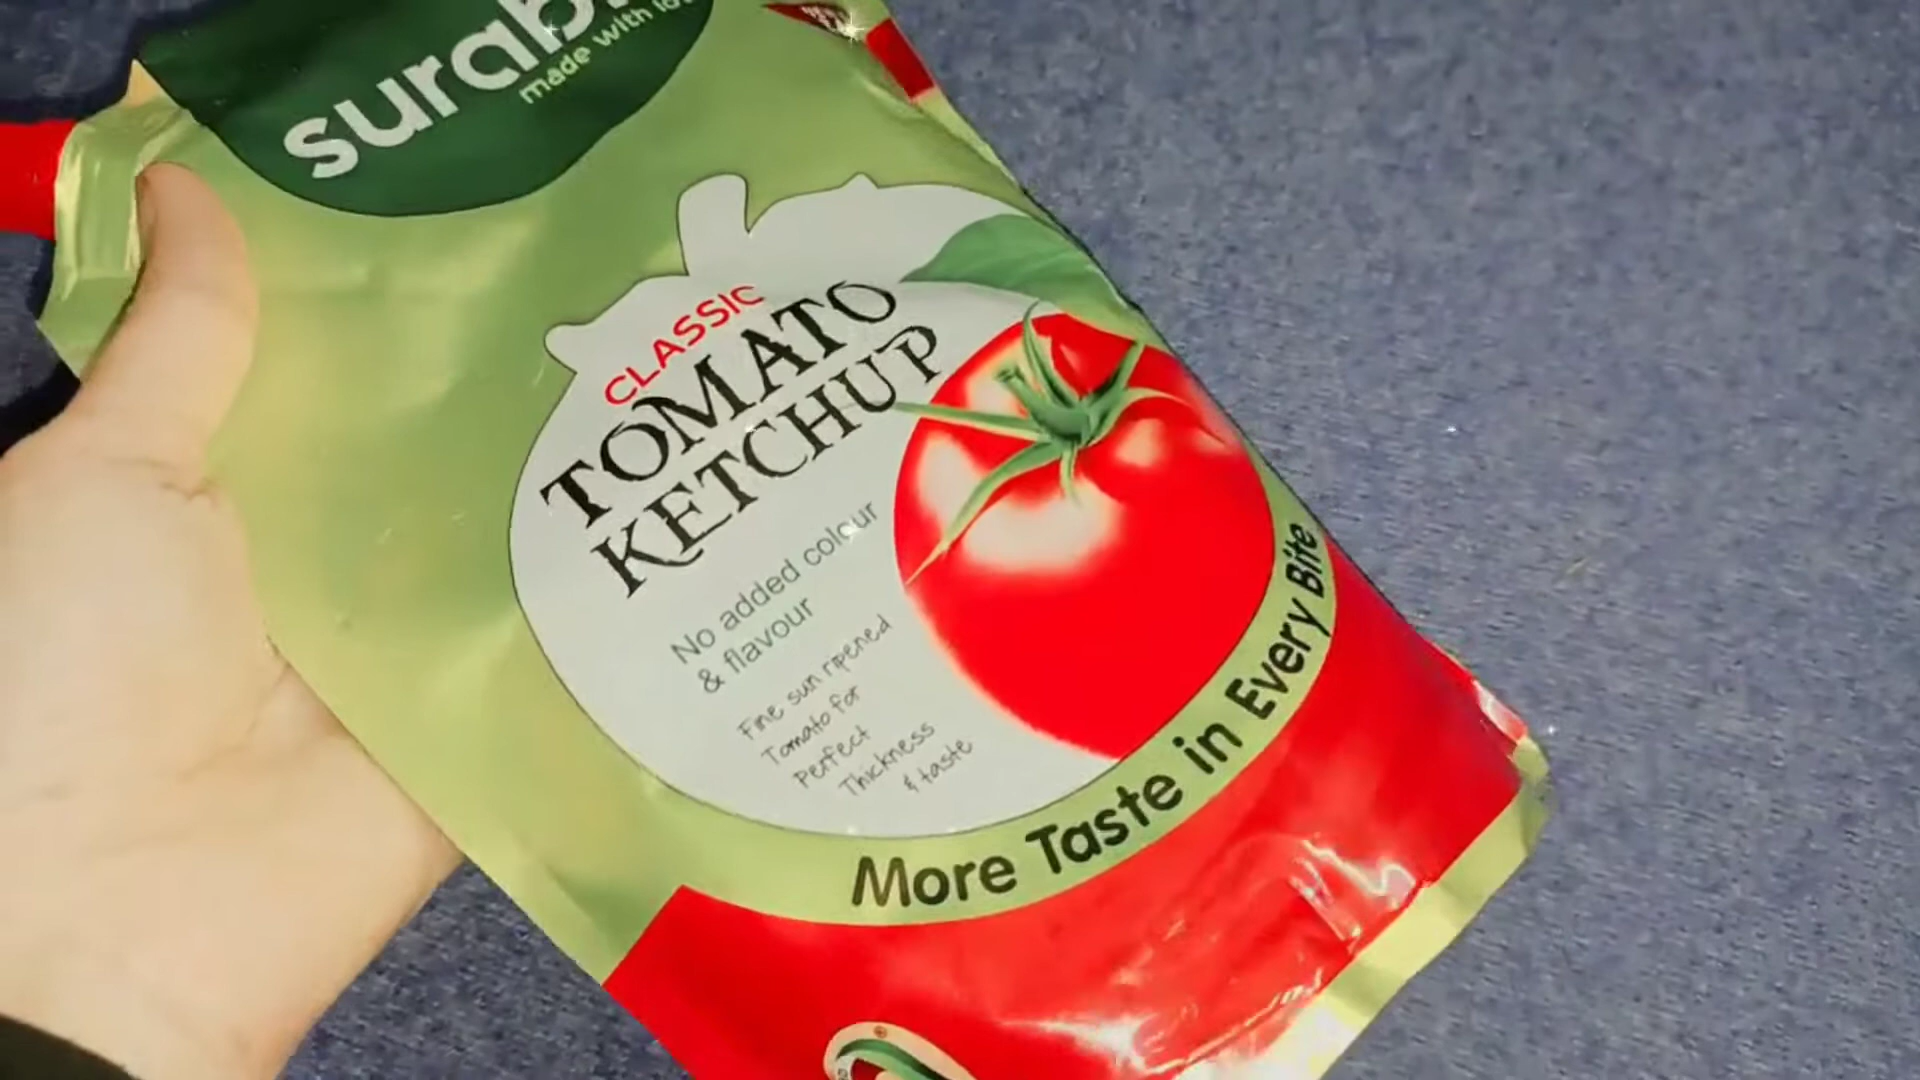 surab
made with lo
CLASSIC
TOMATO
KETCHUP
No added colour
& flavour
Fine sun ripened
Tomato for
Perfect
Thickness
& taste
More Taste in Every Bite